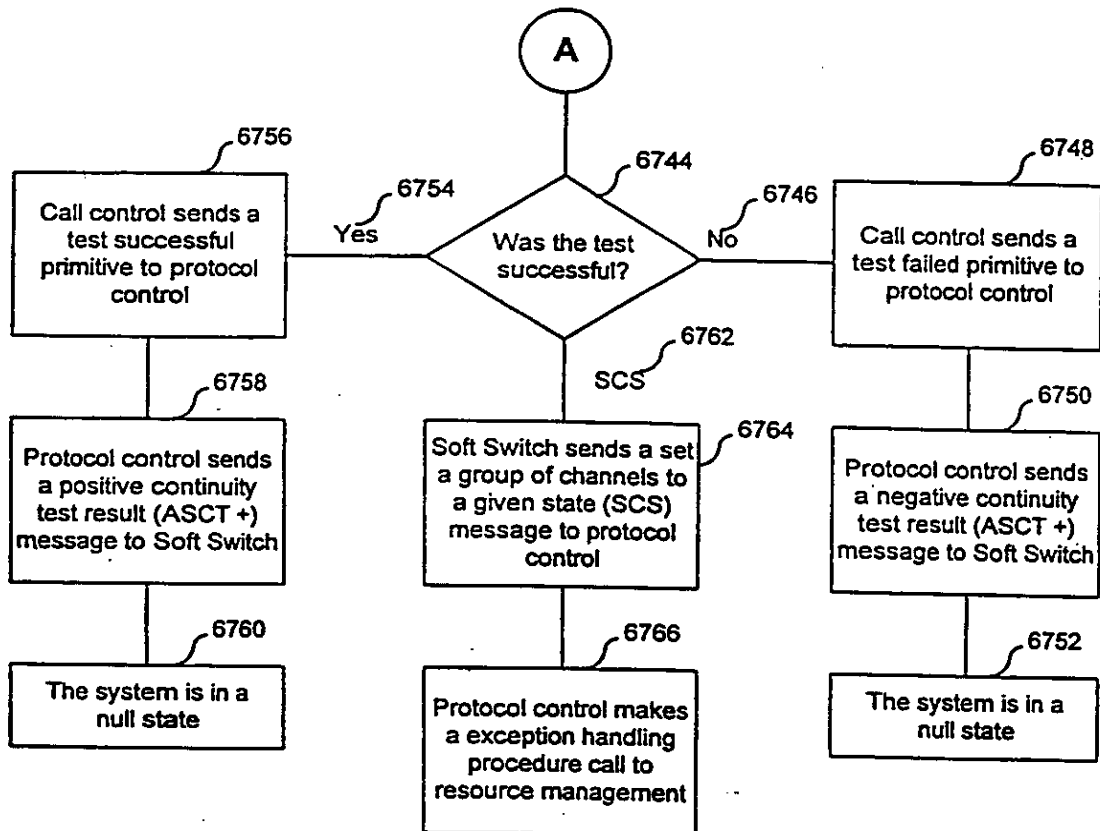 A
6756
6754
6744
6746
6748
Call control sends a
test successful
primitive to protocol
control
Yes
Was the test
successful?
No
Call control sends a
test failed primitive to
protocol control
6762
SCS
6758
Protocol control sends
a positive continuity
test result (ASCT +)
message to Soft Switch
6764
Soft Switch sends a set
a group of channels to
a given state (SCS)
message to protocol
control
6750
Protocol control sends
a negative continuity
test result (ASCT +)
message to Soft Switch
6760
The system is in a
null state
6766
Protocol control makes
a exception handling
procedure call to
resource management
6752
The system is in a
null state